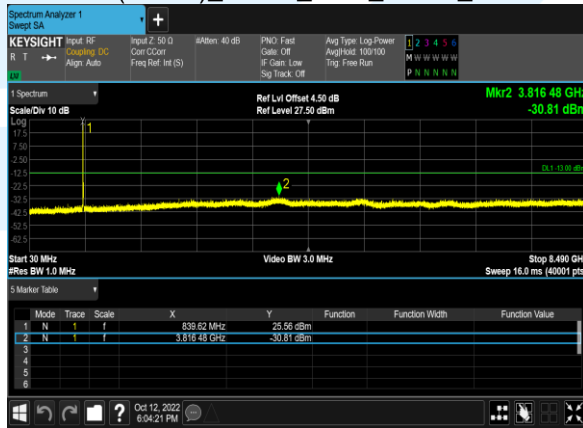 Spectrum Analyzer 1
Swept SA
KEYSIGHT
R T
Input: RF
Coupling: DC
Align: Auto
Input Z: 50 Ω
Corr CCorr
Freq Ref: Int (S)
#Atten: 40 dB
PNO: Fast
Gate: Off
IF Gain: Low
Sig Track: Off
Avg Type: Log-Power
Avg|Hold: 100/100
Trig: Free Run
1 2 3 4 5 6
M W W W W W
P N N N N N
1 Spectrum
Scale/Div 10 dB
Ref Lvl Offset 4.50 dB
Ref Level 27.50 dBm
Mkr2 3.816 48 GHz
-30.81 dBm
Log
17.5
7.50
-2.50
-12.5
-22.5
-32.5
-42.5
-52.5
-62.5
1
2
DL1 -13.00 dBm
Start 30 MHz
#Res BW 1.0 MHz
Video BW 3.0 MHz
Stop 8.490 GH
Sweep 16.0 ms (40001 pts
5 Marker Table
Mode Trace Scale X Y Function Function Width Function Value
1 N 1 f 839.62 MHz 25.56 dBm
2 N 1 f 3.816 48 GHz -30.81 dBm
3
4
5
6
?
Oct 12, 2022
6:04:21 PM